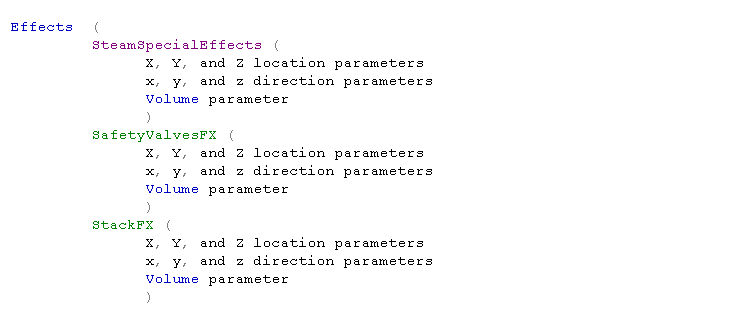 Effects (
SteamSpecialEffects (
X, Y, and Z location parameters
x, y, and z direction parameters
Volume parameter
)
SafetyValvesFX (
X, Y, and Z location parameters
x, y, and z direction parameters
Volume parameter
)
StackFX (
X, Y, and Z location parameters
x, y, and z direction parameters
Volume parameter
)